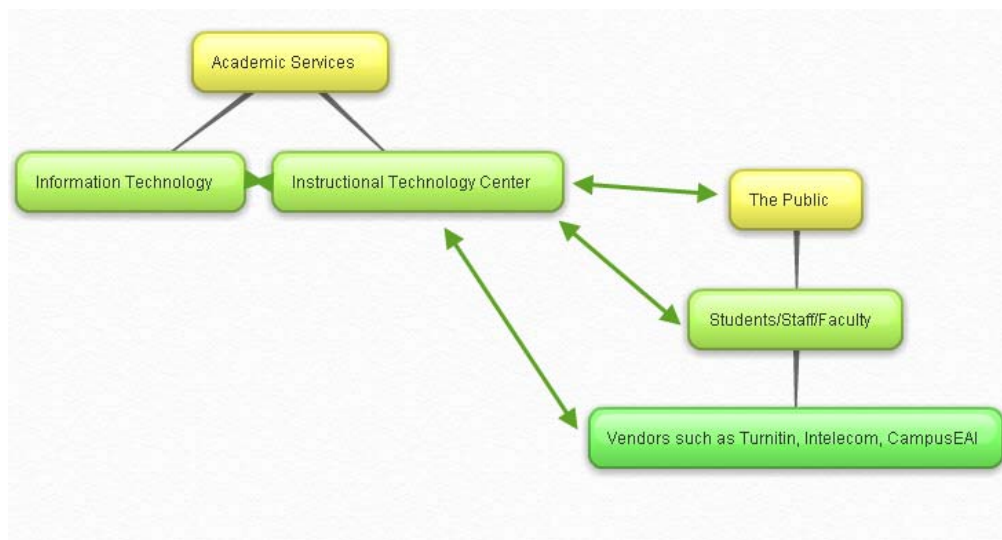 Academic Services
Information Technology
Instructional Technology Center
The Public
Students/Staff/Faculty
Vendors such as Turnitin, Intelecom, CampusEAI